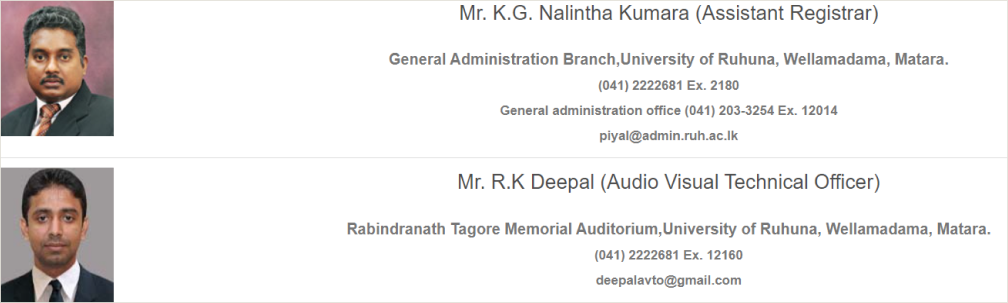 Mr. K.G. Nalintha Kumara (Assistant Registrar)
General Administration Branch,University of Ruhuna, Wellamadama, Matara.
(041) 2222681 Ex. 2180
General administration office (041) 203-3254 Ex. 12014
piyal@admin.ruh.ac.lk
Mr. R.K Deepal (Audio Visual Technical Officer)
Rabindranath Tagore Memorial Auditorium,University of Ruhuna, Wellamadama, Matara.
(041) 2222681 Ex. 12160
deepalavto@gmail.com